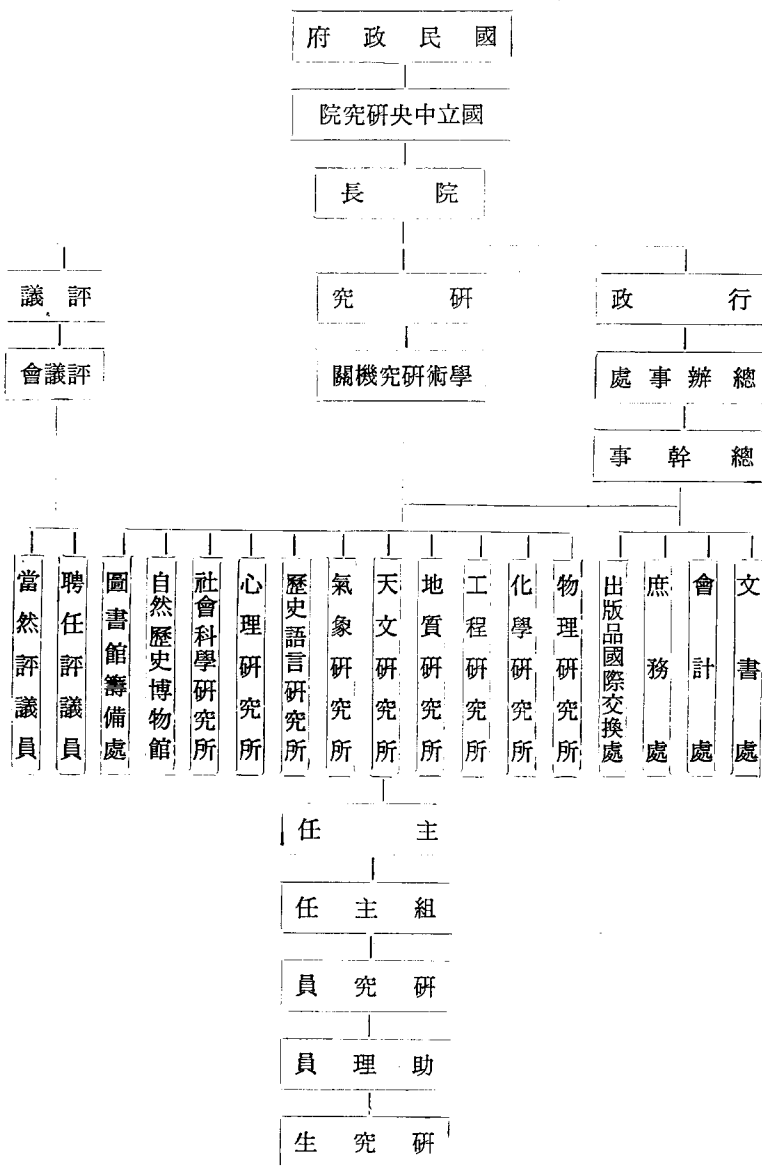 國民政府
國立中央研究院
院長
行政
研究
評議
總辦事處
學術研究機關
評議會
總幹事
文書處
會計處
庶務處
出版品國際交換處
物理研究所
化學研究所
工程研究所
地質研究所
天文研究所
氣象研究所
歷史語言研究所
心理研究所
社會科學研究所
自然歷史博物館
圖書館籌備處
聘任評議員
當然評議員
主任
組主任
研究員
助理員
研究生